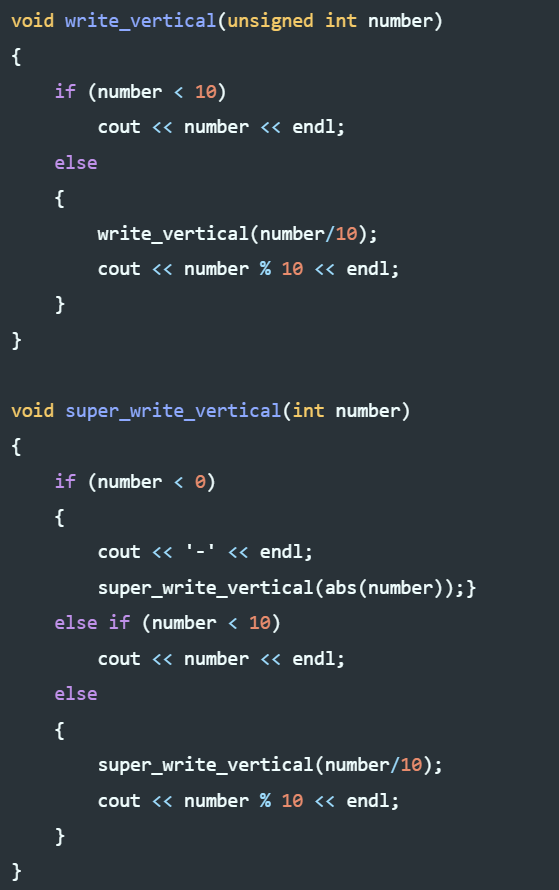 void write_vertical(unsigned int number)
{
    if (number < 10)
        cout << number << endl;
    else
    {
        write_vertical(number/10);
        cout << number % 10 << endl;
    }
}

void super_write_vertical(int number)
{
    if (number < 0)
    {
        cout << '-' << endl;
        super_write_vertical(abs(number));}
    else if (number < 10)
        cout << number << endl;
    else
    {
        super_write_vertical(number/10);
        cout << number % 10 << endl;
    }
}